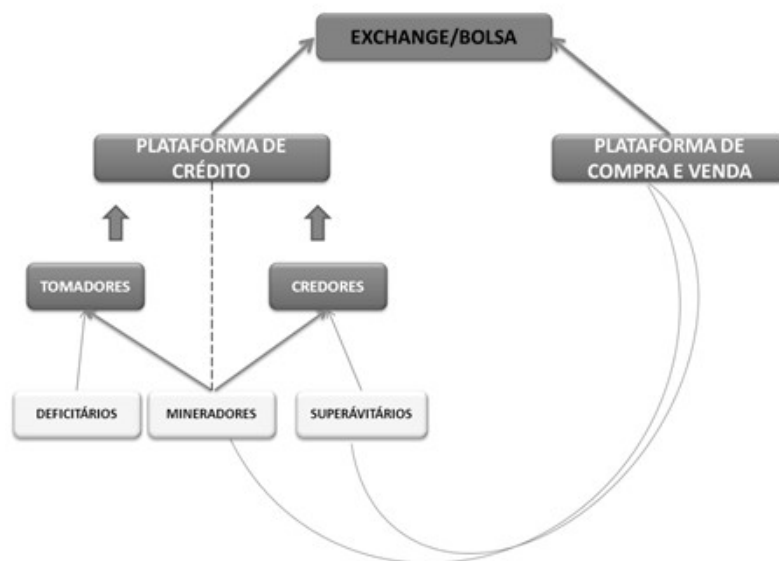 EXCHANGE/BOLSA
PLATAFORMA DE
CRÉDITO
PLATAFORMA DE
COMPRA E VENDA
TOMADORES
CREDORES
DEFICITÁRIOS
MINERADORES
SUPERÁVITÁRIOS